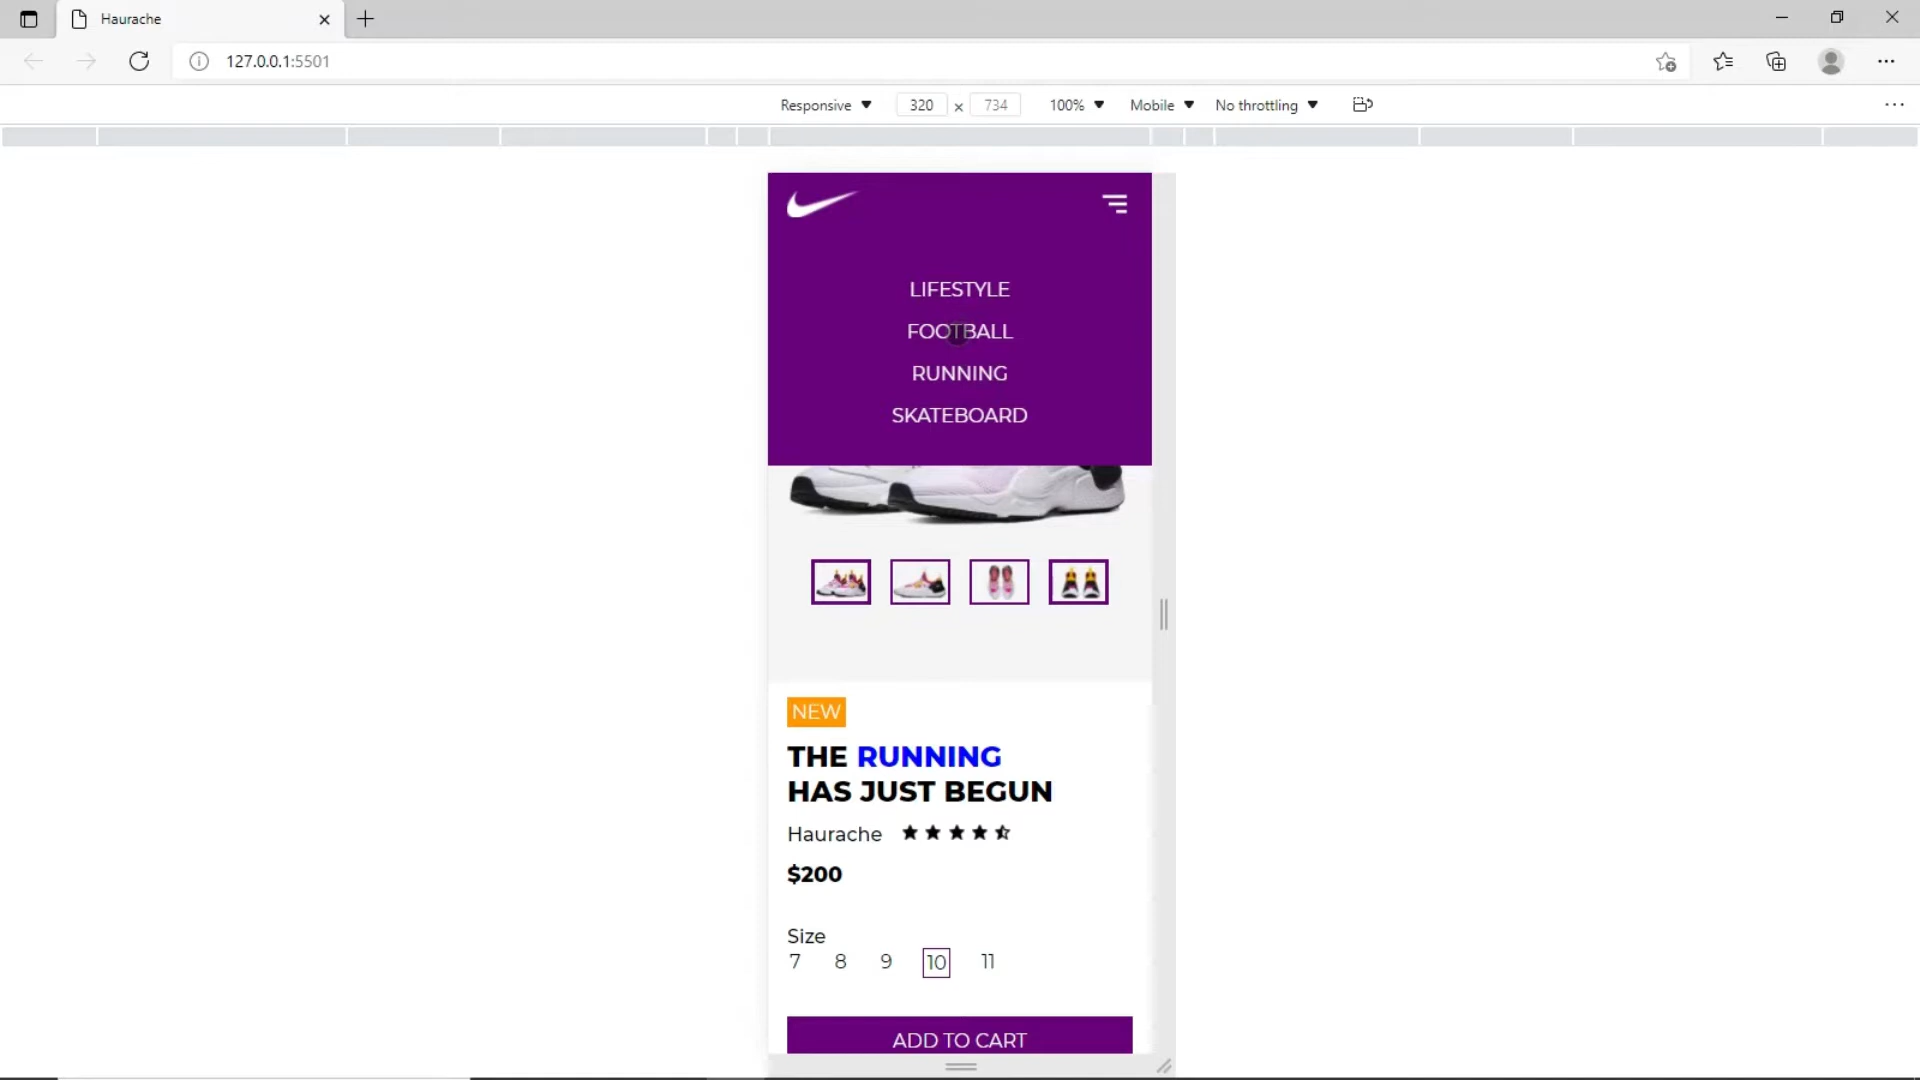 Haurache
127.0.0.1:5501
Responsive 320 x 734 100% Mobile No throttling
LIFESTYLE
FOOTBALL
RUNNING
SKATEBOARD
NEW
THE RUNNING
HAS JUST BEGUN
Haurache
$200
Size
7 8 9 10 11
ADD TO CART